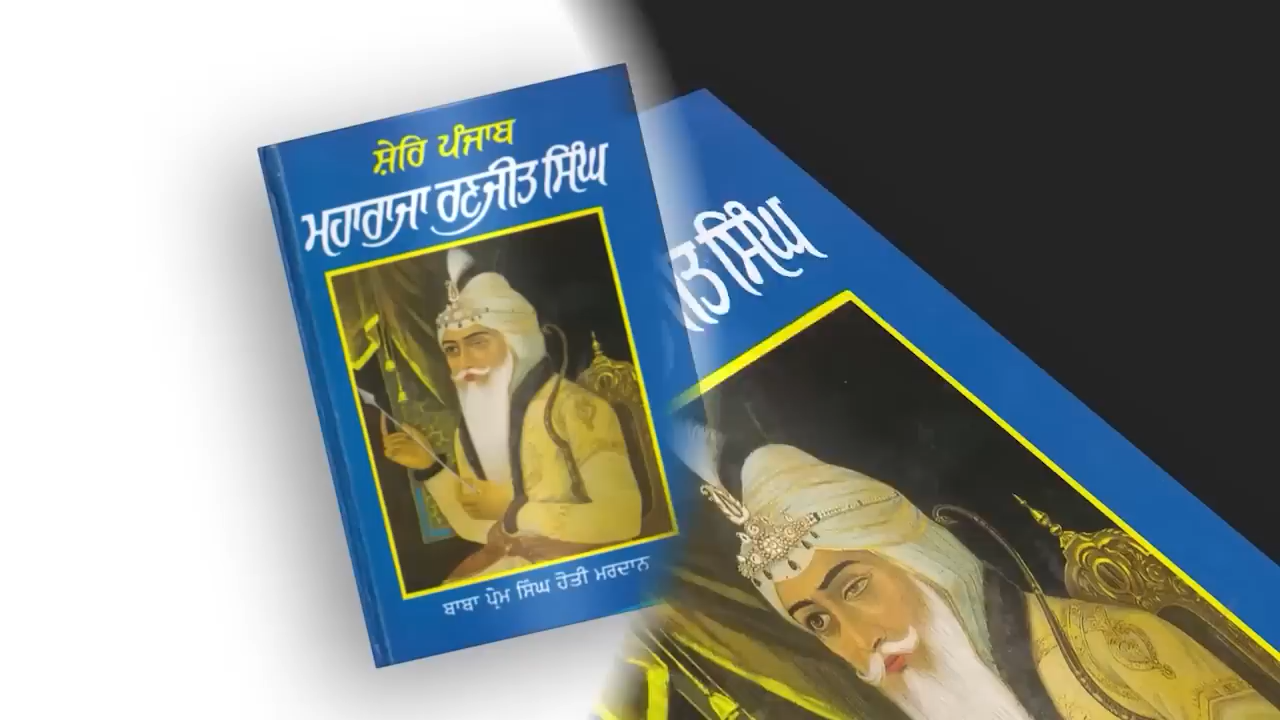 ਸ਼ੇਰਿ ਪੰਜਾਬ
ਮਹਾਰਾਜਾ ਰਣਜੀਤ ਸਿੰਘ
ਬਾਬਾ ਪ੍ਰੇਮ ਸਿੰਘ ਹੋਤੀ ਮਰਦਾਨ
ਸਿੰਘ